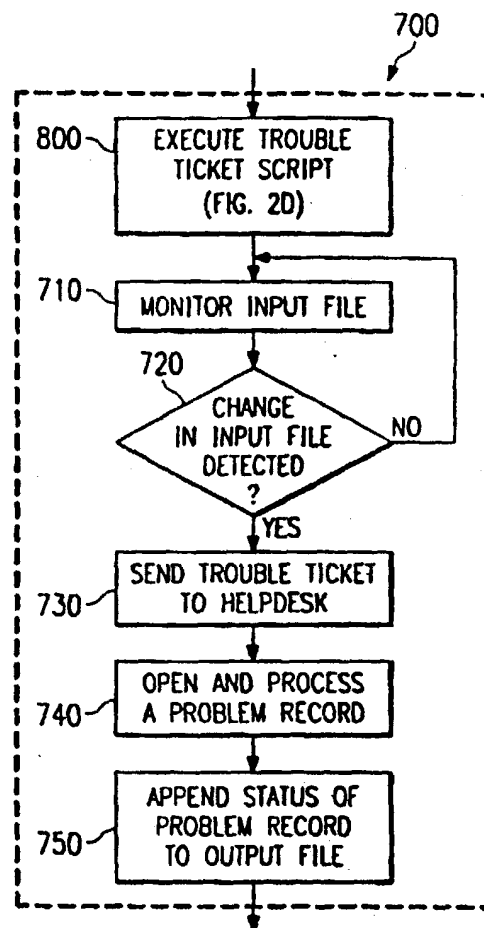 700
800
EXECUTE TROUBLE
TICKET SCRIPT
(FIG. 2D)
710
MONITOR INPUT FILE
720
CHANGE
IN INPUT FILE
DETECTED
?
NO
YES
730
SEND TROUBLE TICKET
TO HELPDESK
740
OPEN AND PROCESS
A PROBLEM RECORD
750
APPEND STATUS OF
PROBLEM RECORD
TO OUTPUT FILE